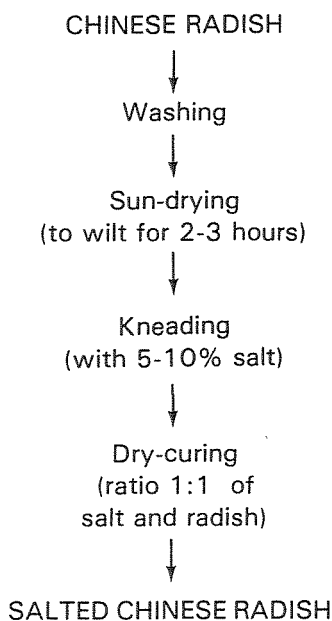 CHINESE RADISH
Washing
Sun-drying
(to wilt for 2-3 hours)
Kneading
(with 5-10% salt)
Dry-curing
(ratio 1:1 of
salt and radish)
SALTED CHINESE RADISH